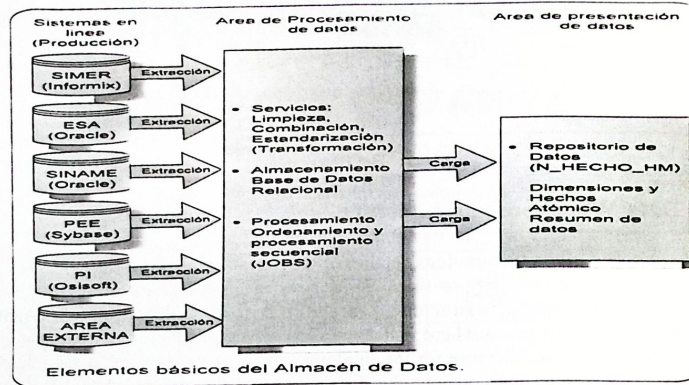 Sistemas en
linea
(Producción)
Area de Procesamiento
de datos
Area de presentación
de datos
SIMER
(Informix)
Extracción
ESA
(Oracle)
Extracción
SINAME
(Oracle)
Extracción
PEE
(Sybase)
Extracción
PI
(Osisoft)
Extracción
AREA
EXTERNA
Extracción
• Servicios:
Limpieza,
Combinación,
Estandarización
(Transformación)
• Almacenamiento
Base de Datos
Relacional
• Procesamiento
Ordenamiento y
procesamiento
secuencial
(JOBS)
Carga
Carga
• Repositorio de
Datos
(N_HECHO_HM)
Dimensiones y
Hechos
Atómico
Resumen de
datos
Elementos básicos del Almacén de Datos.